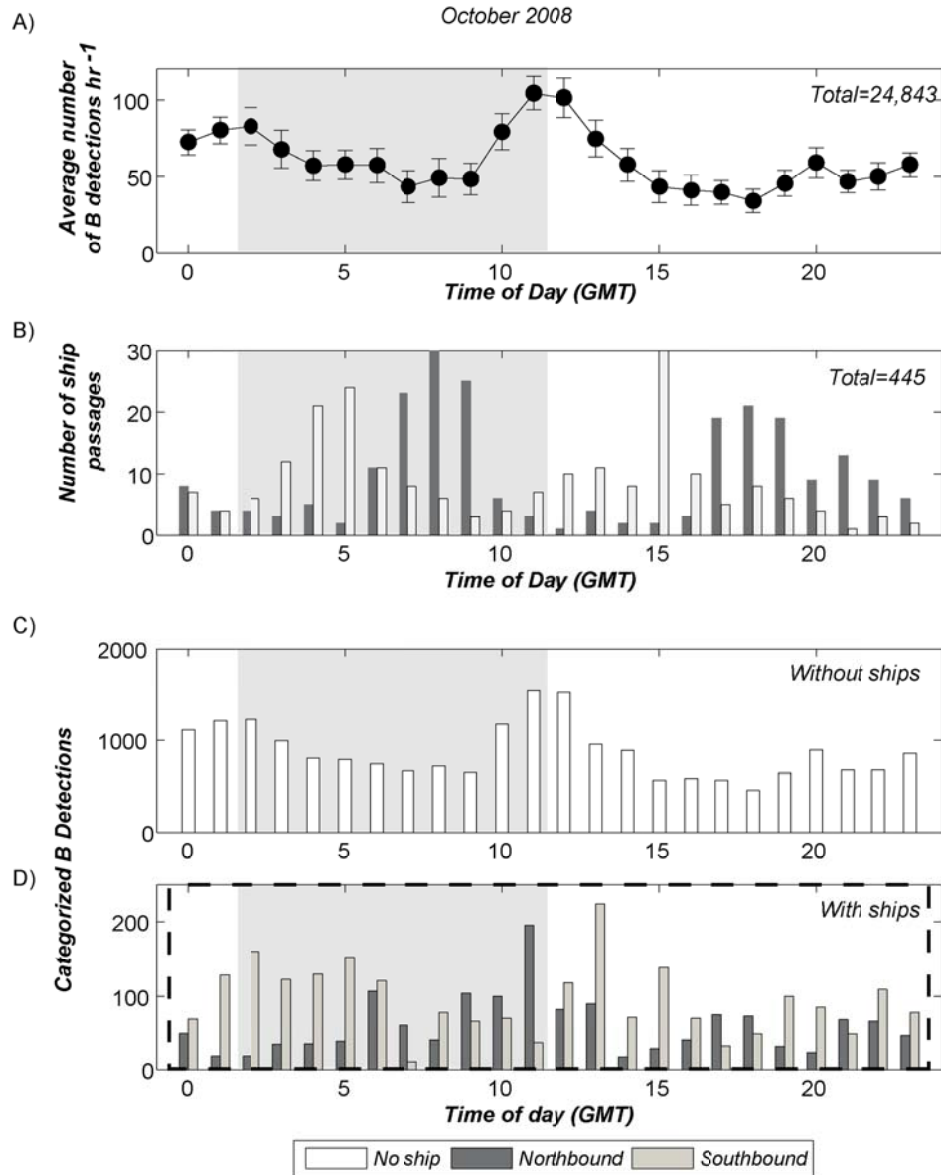 October 2008
A)
Average number
of B detections hr -1
Total=24,843
100
50
0
0 5 10 15 20
Time of Day (GMT)
B)
Number of ship
passages
Total=445
30
20
10
0
0 5 10 15 20
Time of Day (GMT)
C)
Categorized B Detections
Without ships
2000
1000
0
0 5 10 15 20
D)
With ships
200
100
0
0 5 10 15 20
Time of day (GMT)
No ship Northbound Southbound